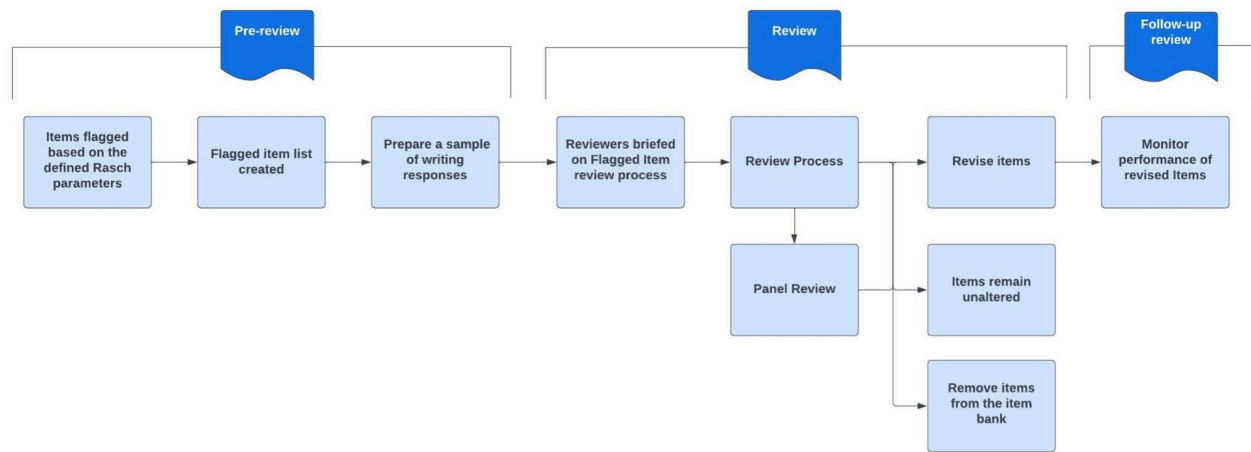 Pre-review
Review
Follow-up
review
Items flagged
based on the
defined Rasch
parameters
Flagged item list
created
Prepare a sample
of writing
responses
Reviewers briefed
on Flagged Item
review process
Review Process
Revise items
Monitor
performance of
revised Items
Panel Review
Items remain
unaltered
Remove items
from the item
bank